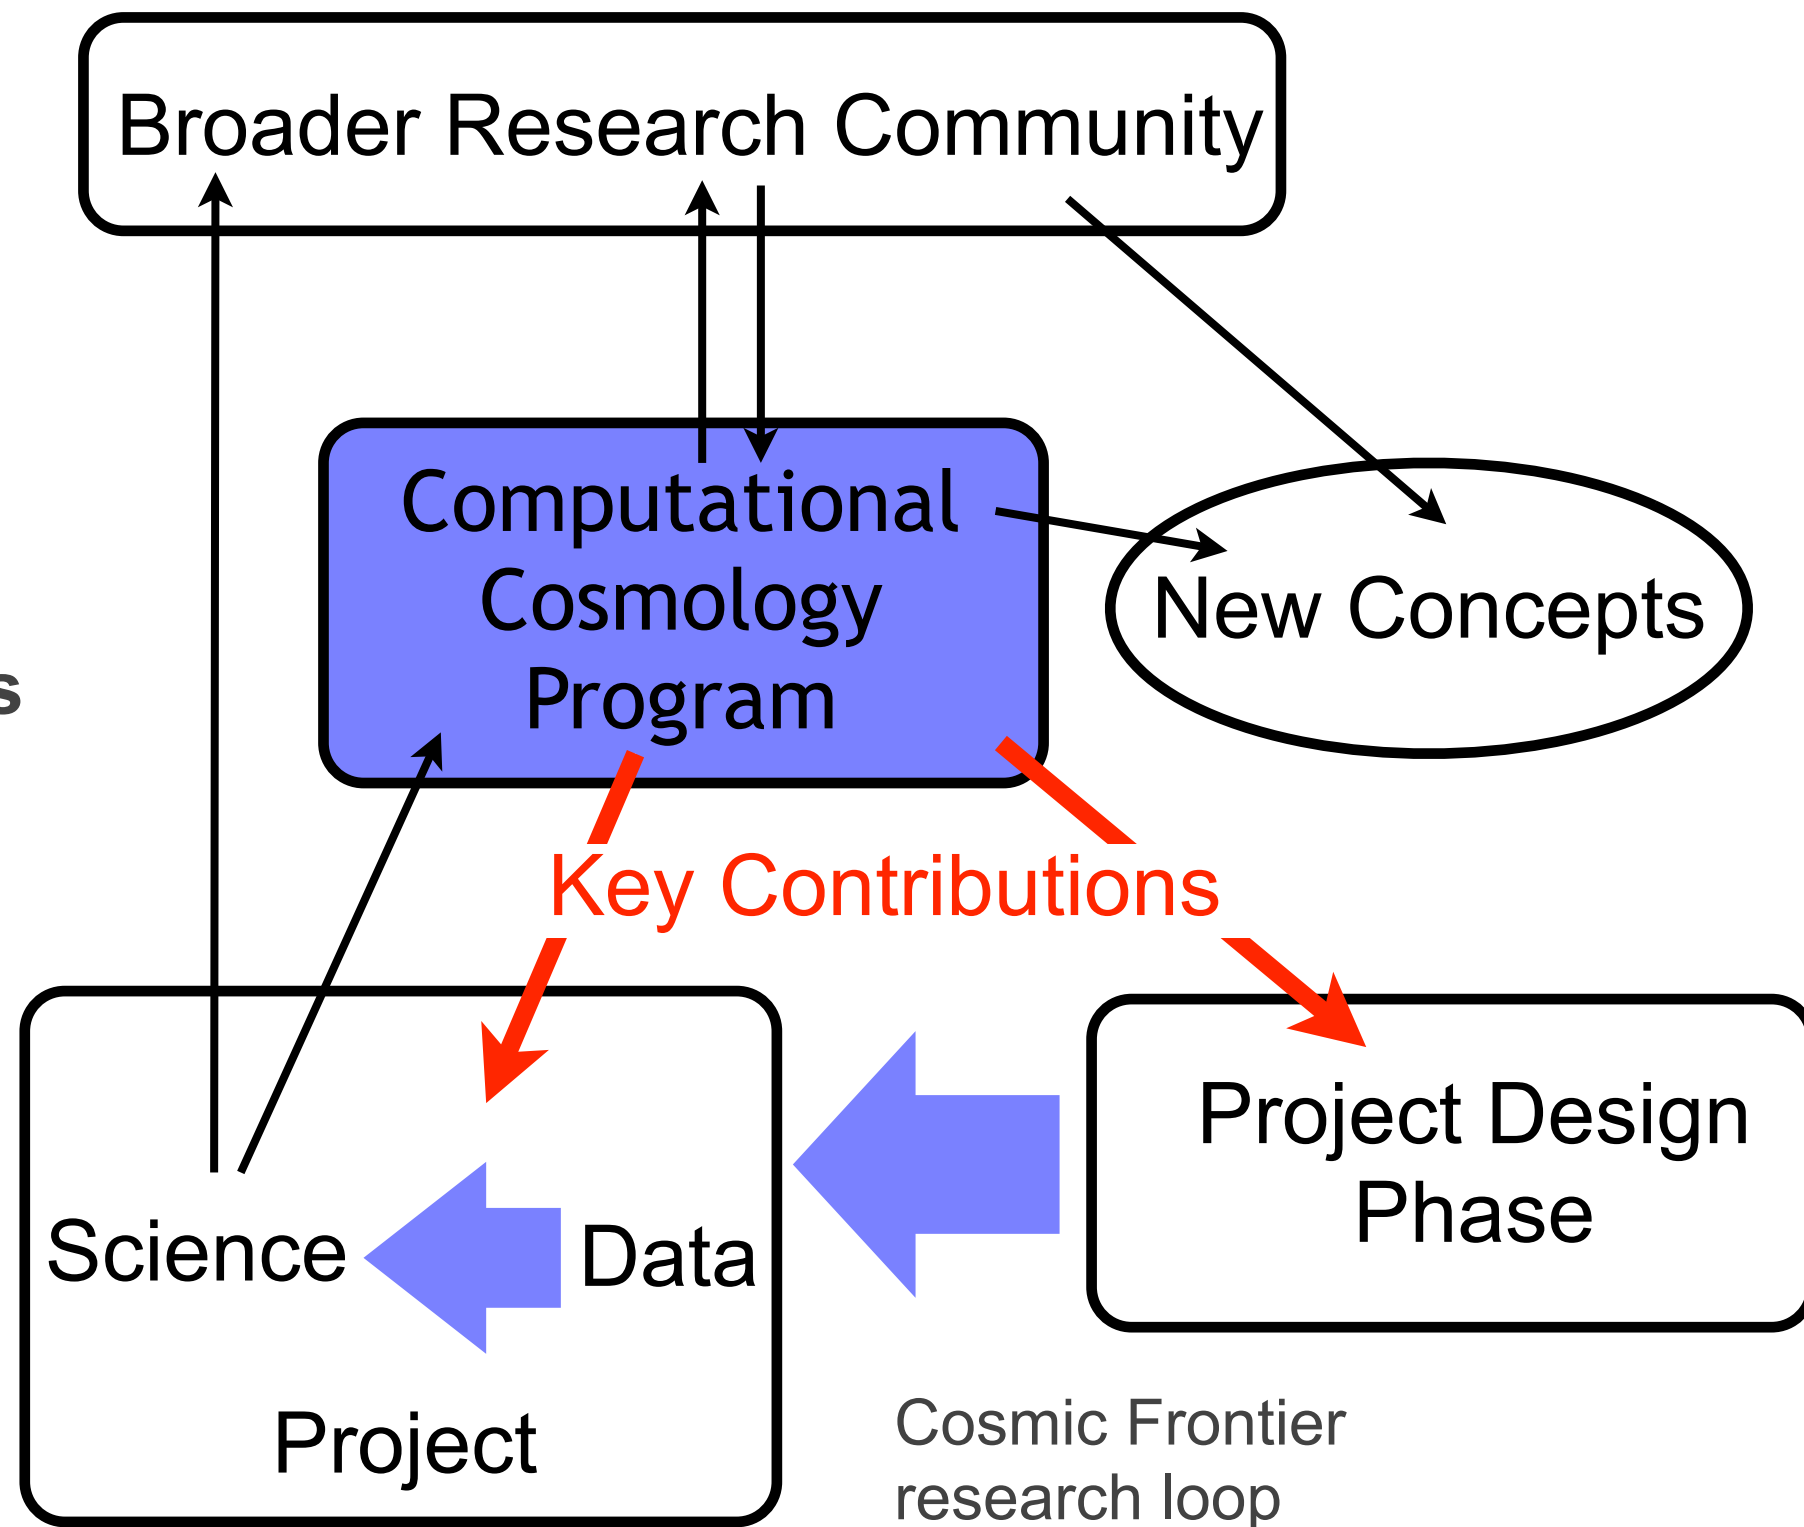 Broader Research Community
Computational
Cosmology
Program
New Concepts
s
Key Contributions
Project Design
Phase
Science
Data
Project
Cosmic Frontier
research loop